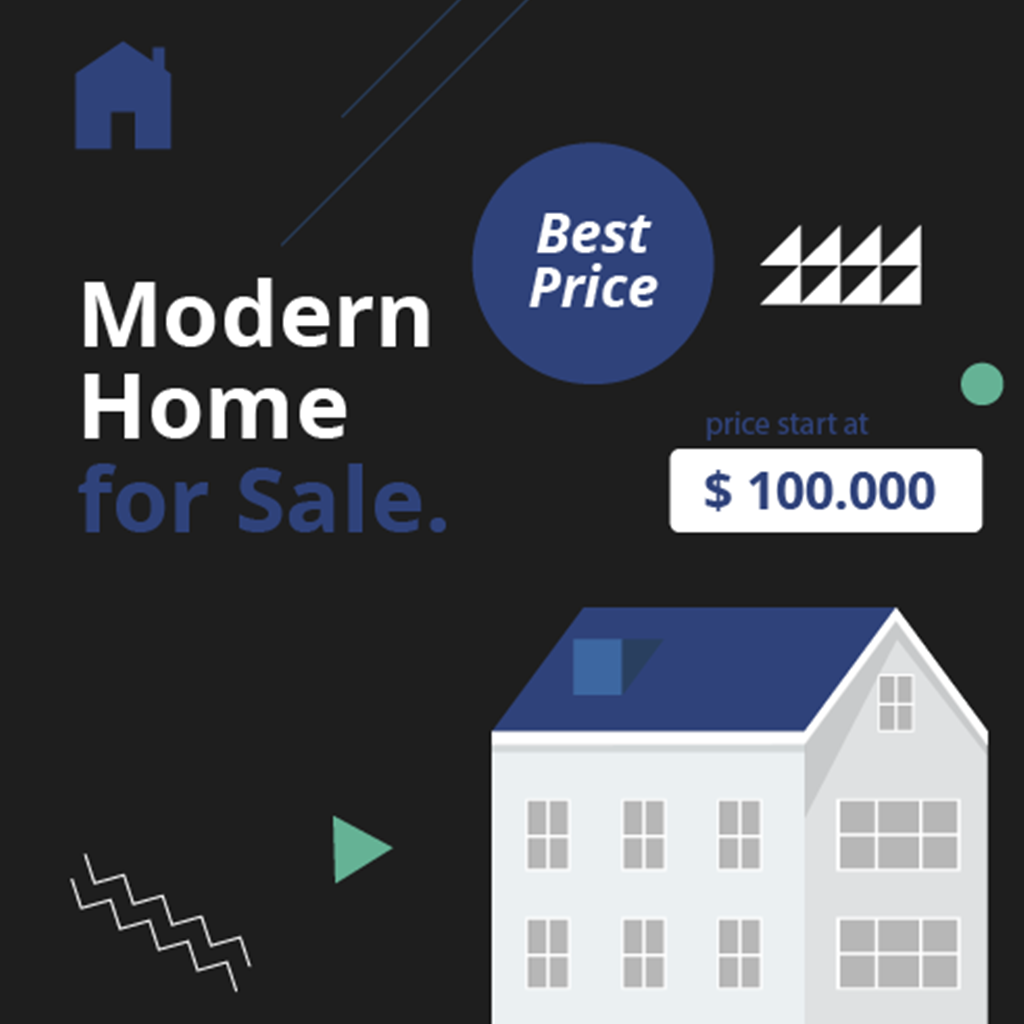 Best
Price
Modern
Home
for Sale.
price start at
$ 100.000